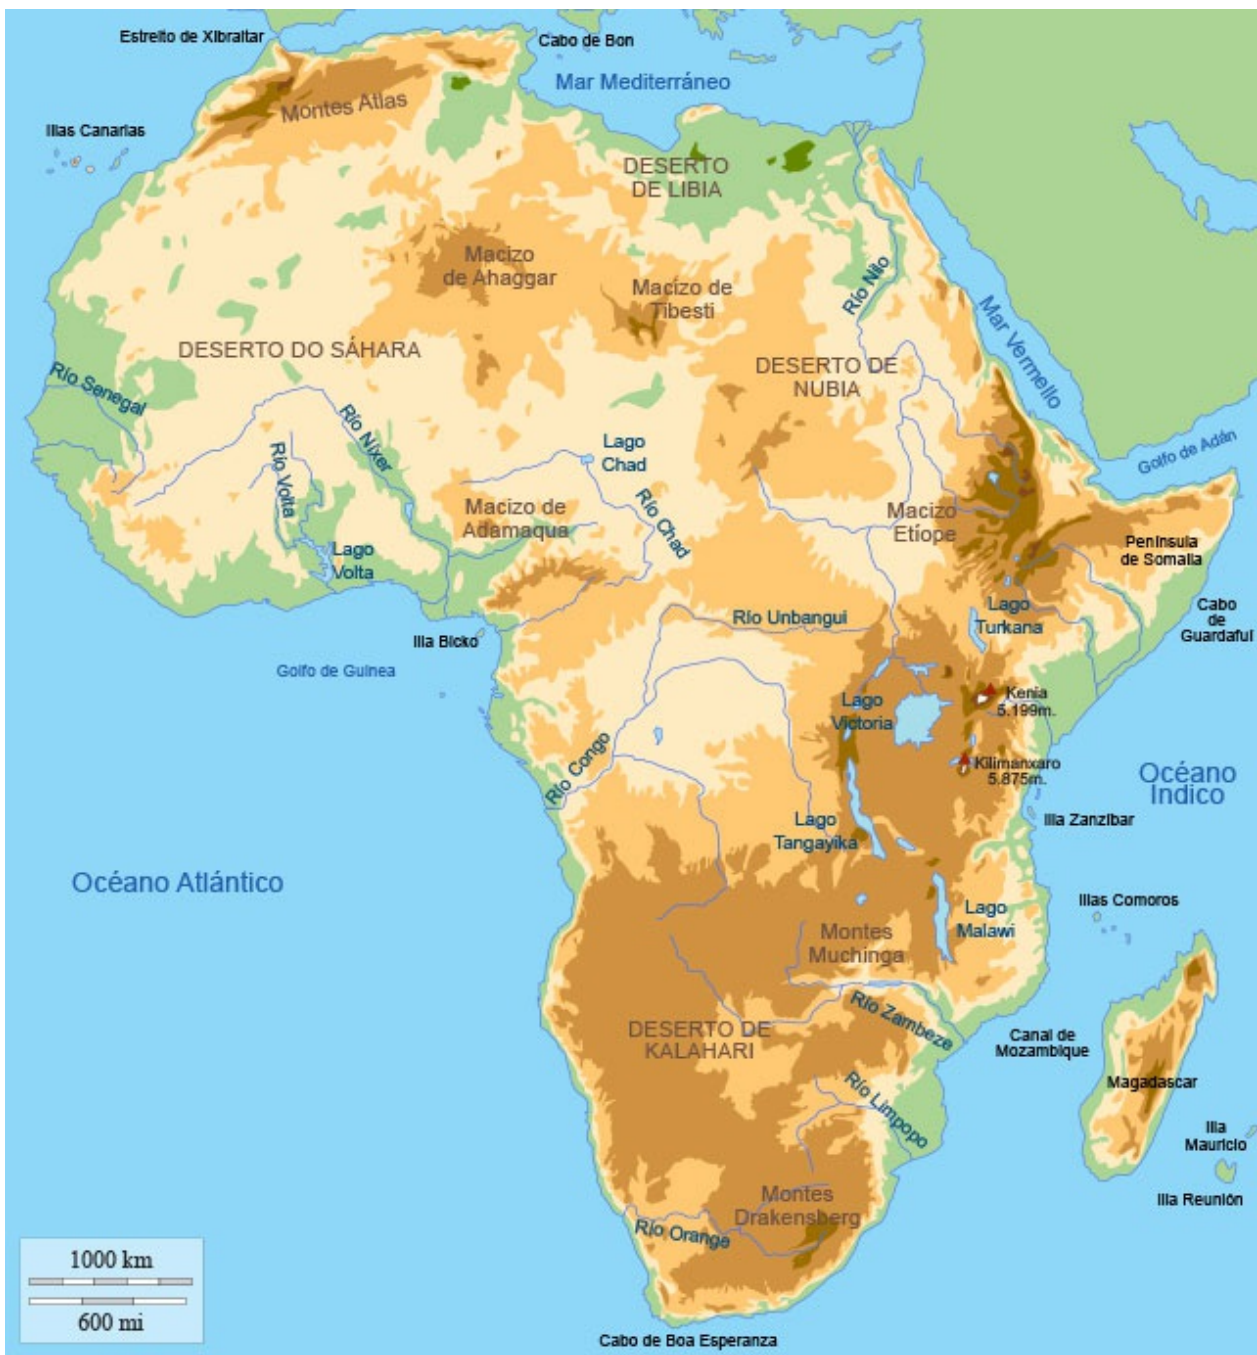 Estreito de Xibraltar
Cabo de Bon
Mar Mediterráneo
Montes Atlas
Illas Canarias
DESERTO
DE LIBIA
Macizo
de Ahaggar
Macizo de
Tibesti
Río Nilo
Mar Vermello
DESERTO DO SÁHARA
DESERTO DE
NUBIA
Río Senegal
Río Níxer
Río Volta
Lago
Chad
Golfo de Adán
Macizo de
Adamaqua
Río Chad
Macizo
Etíope
Península
de Somalia
Lago
Volta
Lago
Turkana
Cabo
de
Guardafuí
Río Unbangui
Illa Bioko
Golfo de Guinea
Lago
Victoria
Kenia
5.199m.
Río Congo
Kilimanxaro
5.875m.
Océano
Índico
Lago
Tangayika
Illa Zanzíbar
Océano Atlántico
Illas Comoros
Lago
Malawi
Montes
Muchinga
Río Zambeze
DESERTO DE
KALAHARI
Canal de
Mozambique
Magadascar
Río Limpopo
Illa
Mauricio
Illa Reunión
Montes
Drakensberg
Río Orange
1000 km
600 mi
Cabo de Boa Esperanza